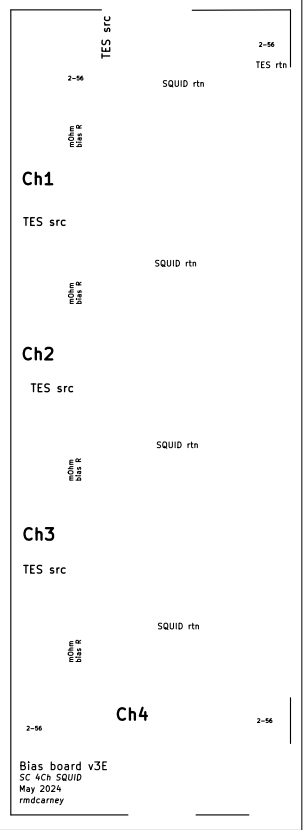 TES src
2-56
TES rtn
2-56
SQUID rtn
mOhm
bias R
Ch1
TES src
SQUID rtn
mOhm
bias R
Ch2
TES src
SQUID rtn
mOhm
bias R
Ch3
TES src
SQUID rtn
mOhm
bias R
Ch4
2-56
2-56
Bias board v3E
SC 4Ch SQUID
May 2024
rmdcarney